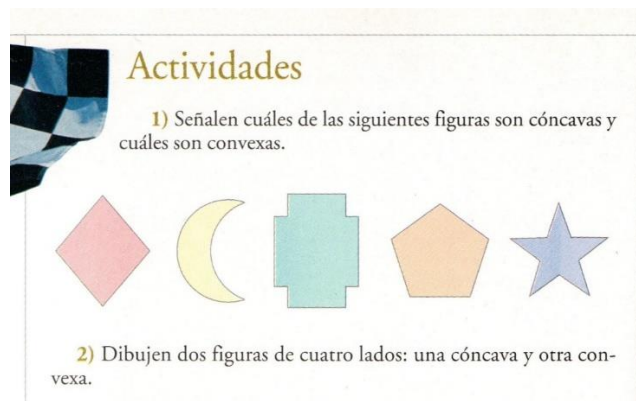 Actividades
1) Señalen cuáles de las siguientes figuras son cóncavas y
cuáles son convexas.
2) Dibujen dos figuras de cuatro lados: una cóncava y otra con-
vexa.